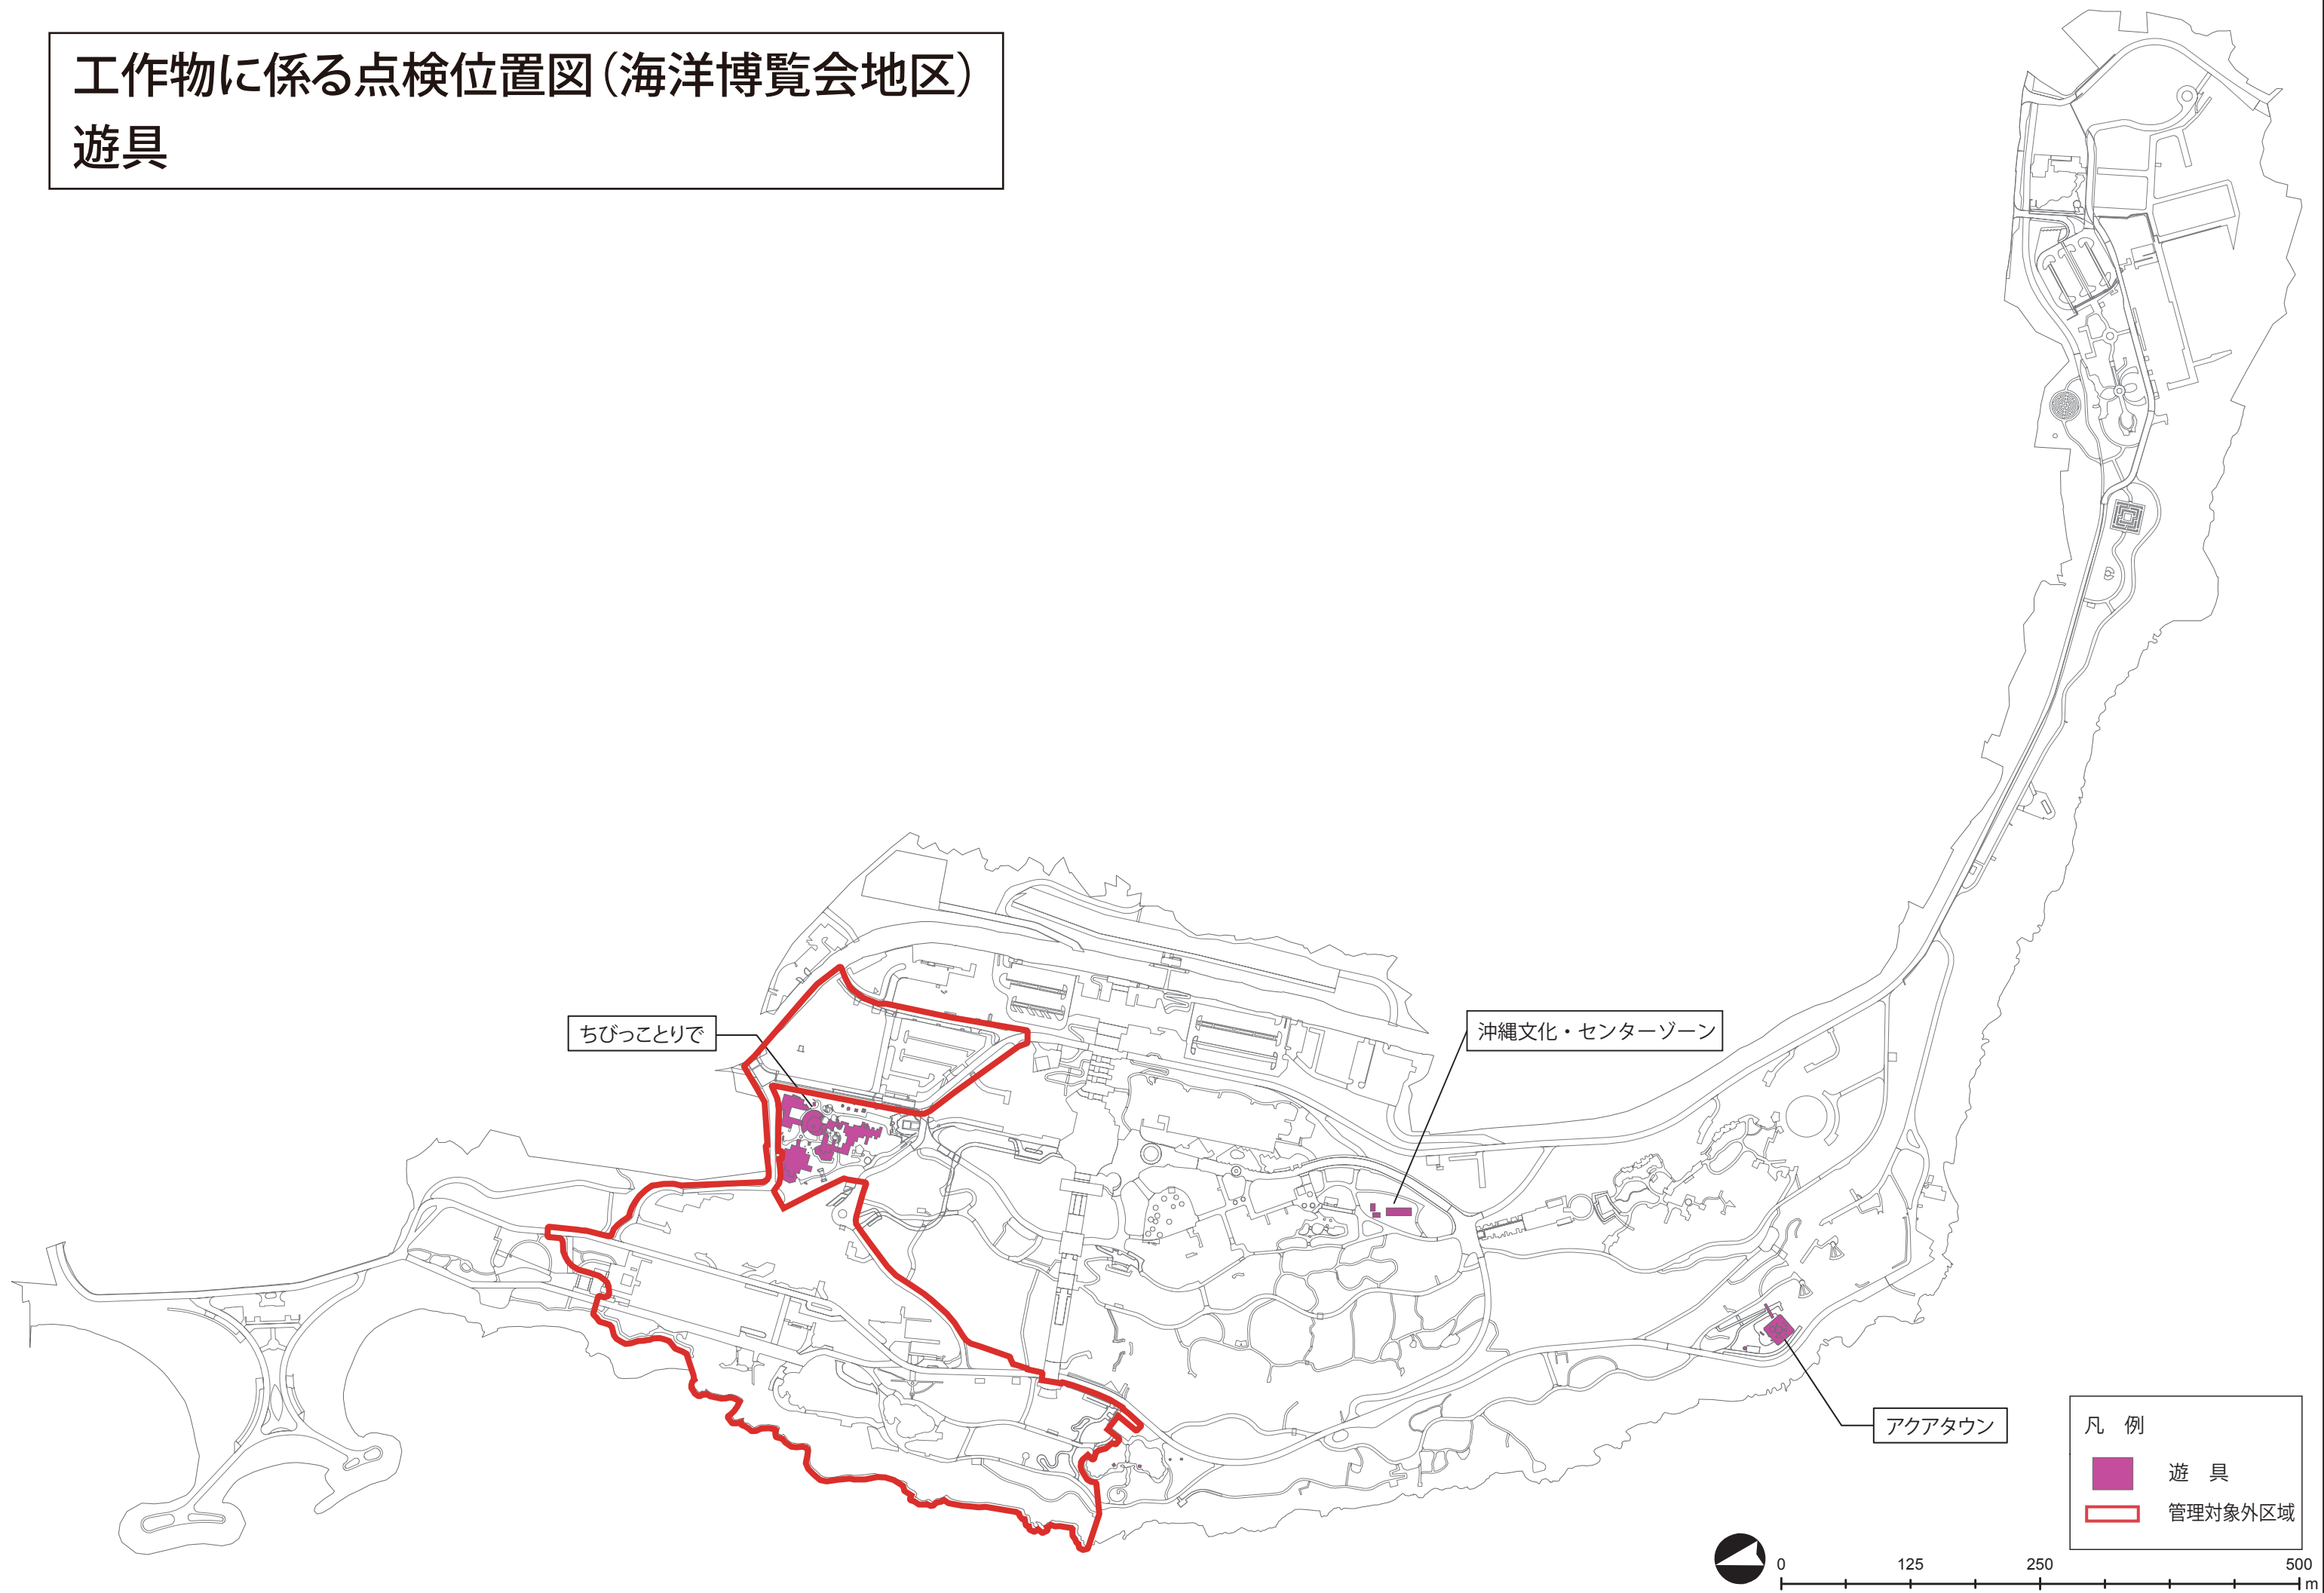 工作物に係る点検位置図（海洋博覧会地区）
遊具
ちびっことりで
沖縄文化・センターゾーン
アクアタウン
凡　例
遊　具
管理対象外区域
0 125 250 500
m